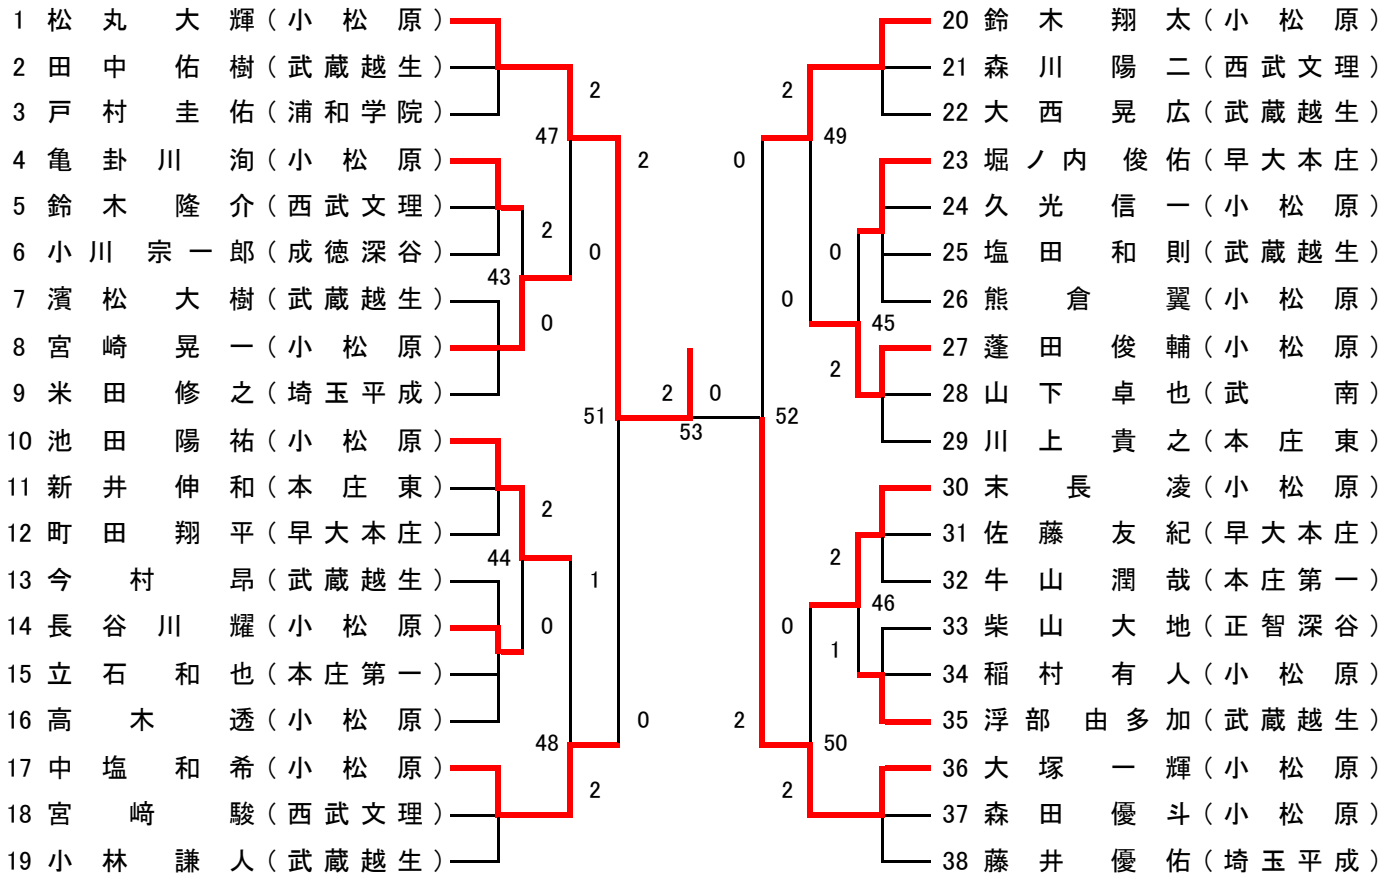 1 松丸大輝(小松原)
2 田中佑樹(武蔵越生)
3 戸村圭佑(浦和学院)
4 亀卦川洵(小松原)
5 鈴木隆介(西武文理)
6 小川宗一郎(成徳深谷)
7 濱松大樹(武蔵越生)
8 宮崎晃一(小松原)
9 米田修之(埼玉平成)
10 池田陽祐(小松原)
11 新井伸和(本庄東)
12 町田翔平(早大本庄)
13 今村昂(武蔵越生)
14 長谷川耀(小松原)
15 立石和也(本庄第一)
16 高木透(小松原)
17 中塩和希(小松原)
18 宮﨑駿(西武文理)
19 小林謙人(武蔵越生)
2
47
2
2
0
43
0
51
2
44
1
0
0
48
2
2
0
53
20 鈴木翔太(小松原)
21 森川陽二(西武文理)
22 大西晃広(武蔵越生)
23 堀ノ内俊佑(早大本庄)
24 久光信一(小松原)
25 塩田和則(武蔵越生)
26 熊倉翼(小松原)
27 蓬田俊輔(小松原)
28 山下卓也(武南)
29 川上貴之(本庄東)
30 末長凌(小松原)
31 佐藤友紀(早大本庄)
32 牛山潤哉(本庄第一)
33 柴山大地(正智深谷)
34 稲村有人(小松原)
35 浮部由多加(武蔵越生)
36 大塚一輝(小松原)
37 森田優斗(小松原)
38 藤井優佑(埼玉平成)
2
49
0
0
0
45
2
52
2
46
0
1
2
50
2